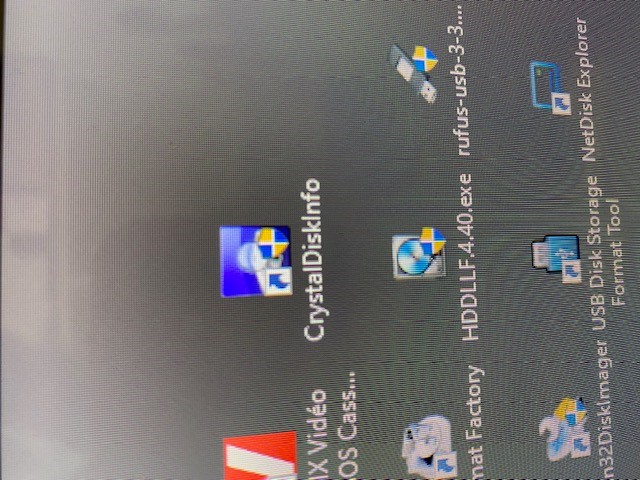 IX Vidéo
OS Cass...
CrystalDiskInfo
mat Factory
HDDLLF.4.40.exe
rufus-usb-3-3....
n32DiskImager
USB Disk Storage
Format Tool
NetDisk Explorer